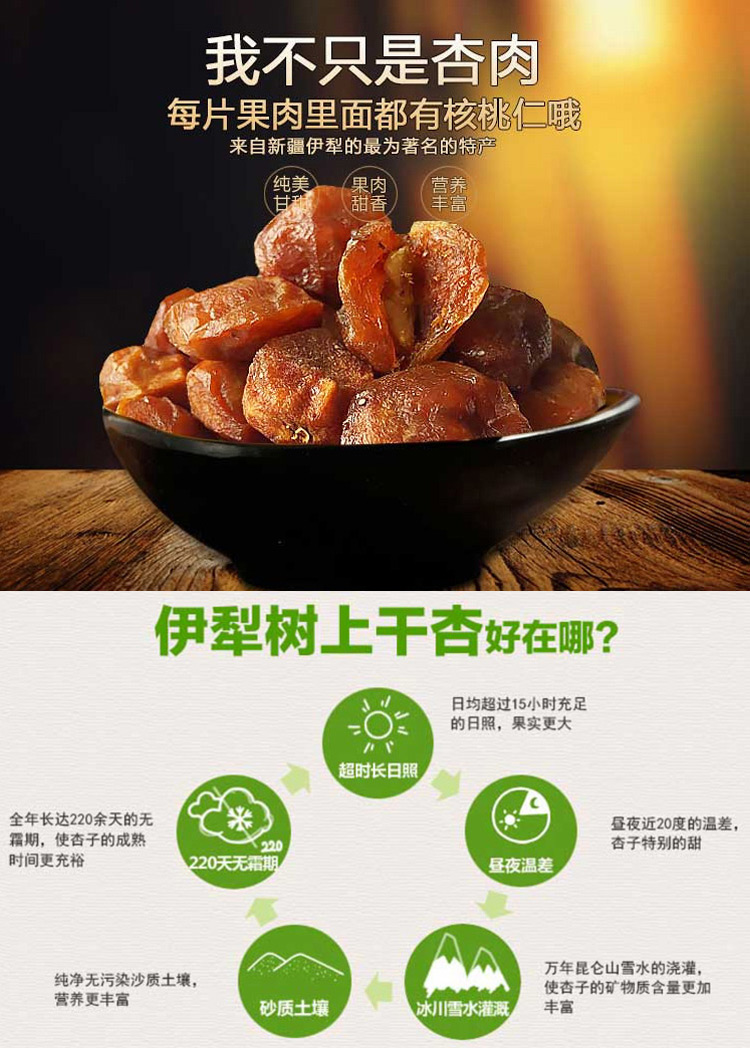 我不只是杏肉
每片果肉里面都有核桃仁哦
来自新疆伊犁的最为著名的特产
纯美
甘甜
果肉
甜香
营养
丰富
伊犁树上干杏好在哪?
日均超过15小时充足
的日照，果实更大
超时长日照
全年长达220余天的无
霜期，使杏子的成熟
时间更充裕
220
220天无霜期
昼夜温差
昼夜近20度的温差，
杏子特别的甜
纯净无污染沙质土壤，
营养更丰富
砂质土壤
冰川雪水灌溉
万年昆仑山雪水的浇灌，
使杏子的矿物质含量更加
丰富